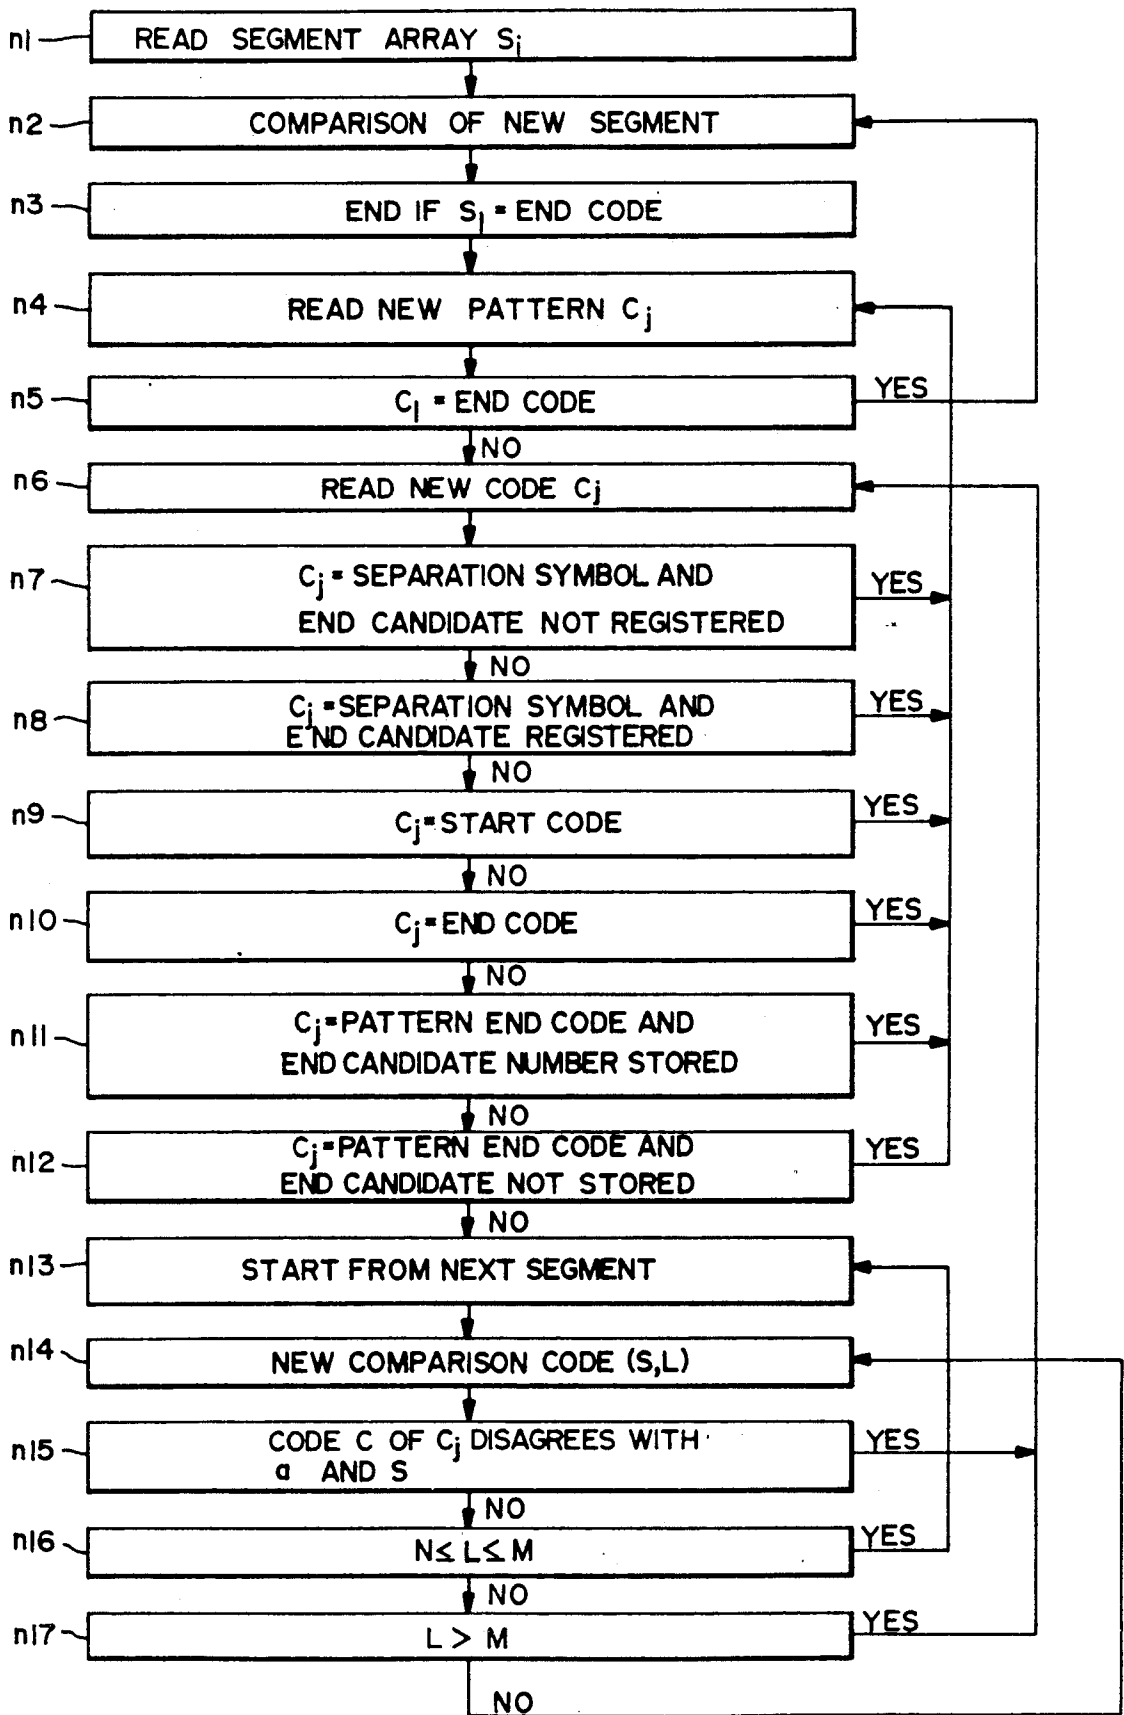 n1 READ SEGMENT ARRAY Si
n2 COMPARISON OF NEW SEGMENT
n3 END IF S1 = END CODE
n4 READ NEW PATTERN Cj
n5 C1 = END CODE YES
NO
n6 READ NEW CODE Cj
n7 Cj = SEPARATION SYMBOL AND YES
END CANDIDATE NOT REGISTERED
NO
n8 Cj = SEPARATION SYMBOL AND YES
END CANDIDATE REGISTERED
NO
n9 Cj = START CODE YES
NO
n10 Cj = END CODE YES
NO
n11 Cj = PATTERN END CODE AND YES
END CANDIDATE NUMBER STORED
NO
n12 Cj = PATTERN END CODE AND YES
END CANDIDATE NOT STORED
NO
n13 START FROM NEXT SEGMENT
n14 NEW COMPARISON CODE (S,L)
n15 CODE C OF Cj DISAGREES WITH YES
a AND S
NO
n16 N ≤ L ≤ M YES
NO
n17 L > M YES
NO